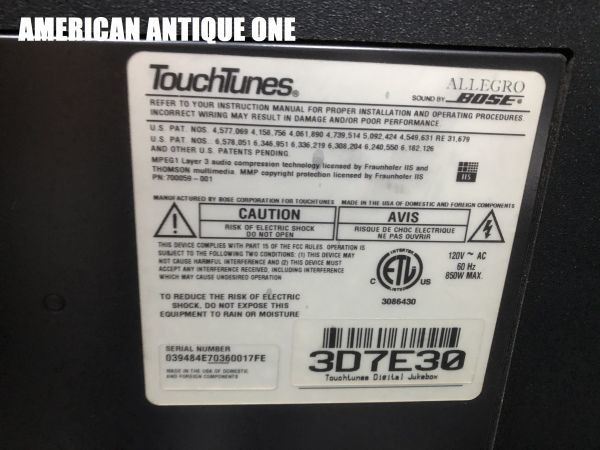 AMERICAN ANTIQUE ONE
TouchTunes®
ALLEGRO
SOUND BY BOSE®
REFER TO YOUR INSTRUCTION MANUAL FOR PROPER INSTALLATION AND OPERATING PROCEDURES
INCORRECT WIRING MAY RESULT IN DAMAGE AND/OR POOR PERFORMANCE.
U.S. PAT. NOS. 4,577,069 4,158,756 4,061,890 4,739,514 5,092,424 4,549,631 RE 31,679
U.S. PAT. NOS. 6,578,051 6,346,951 6,336,219 6,308,204 6,240,550 6,182,126
AND OTHER U.S. PATENTS PENDING.
MPEG1 Layer 3 audio compression technology licensed by Fraunhofer IIS and
THOMSON multimedia. MMP copyright protection licensed by Fraunhofer IIS
PN:700059-001
IIS
MANUFACTURED BY BOSE CORPORATION FOR TOUCHTUNES MADE IN THE USA OF DOMESTIC AND FOREIGN COMPONENTS
CAUTION
RISK OF ELECTRIC SHOCK
DO NOT OPEN
AVIS
RISQUE DE CHOC ELECTRIQUE
NE PAS OUVRIR
THIS DEVICE COMPLIES WITH PART 15 OF THE FCC RULES OPERATION IS
SUBJECT TO THE FOLLOWING TWO CONDITIONS: (1) THIS DEVICE MAY
NOT CAUSE HARMFUL INTERFERENCE AND (2) THIS DEVICE MUST
ACCEPT ANY INTERFERENCE RECEIVED, INCLUDING INTERFERENCE
WHICH MAY CAUSE UNDESIRED OPERATION
INTERTEK
C ETL US
LISTED
3086430
120V ~ AC
60 Hz
850W MAX.
TO REDUCE THE RISK OF ELECTRIC
SHOCK, DO NOT EXPOSE THIS
EQUIPMENT TO RAIN OR MOISTURE
SERIAL NUMBER
039484E70360017FE
MADE IN THE USA OF DOMESTIC
AND FOREIGN COMPONENTS
3D7E30
Touchtunes Digital Jukebox